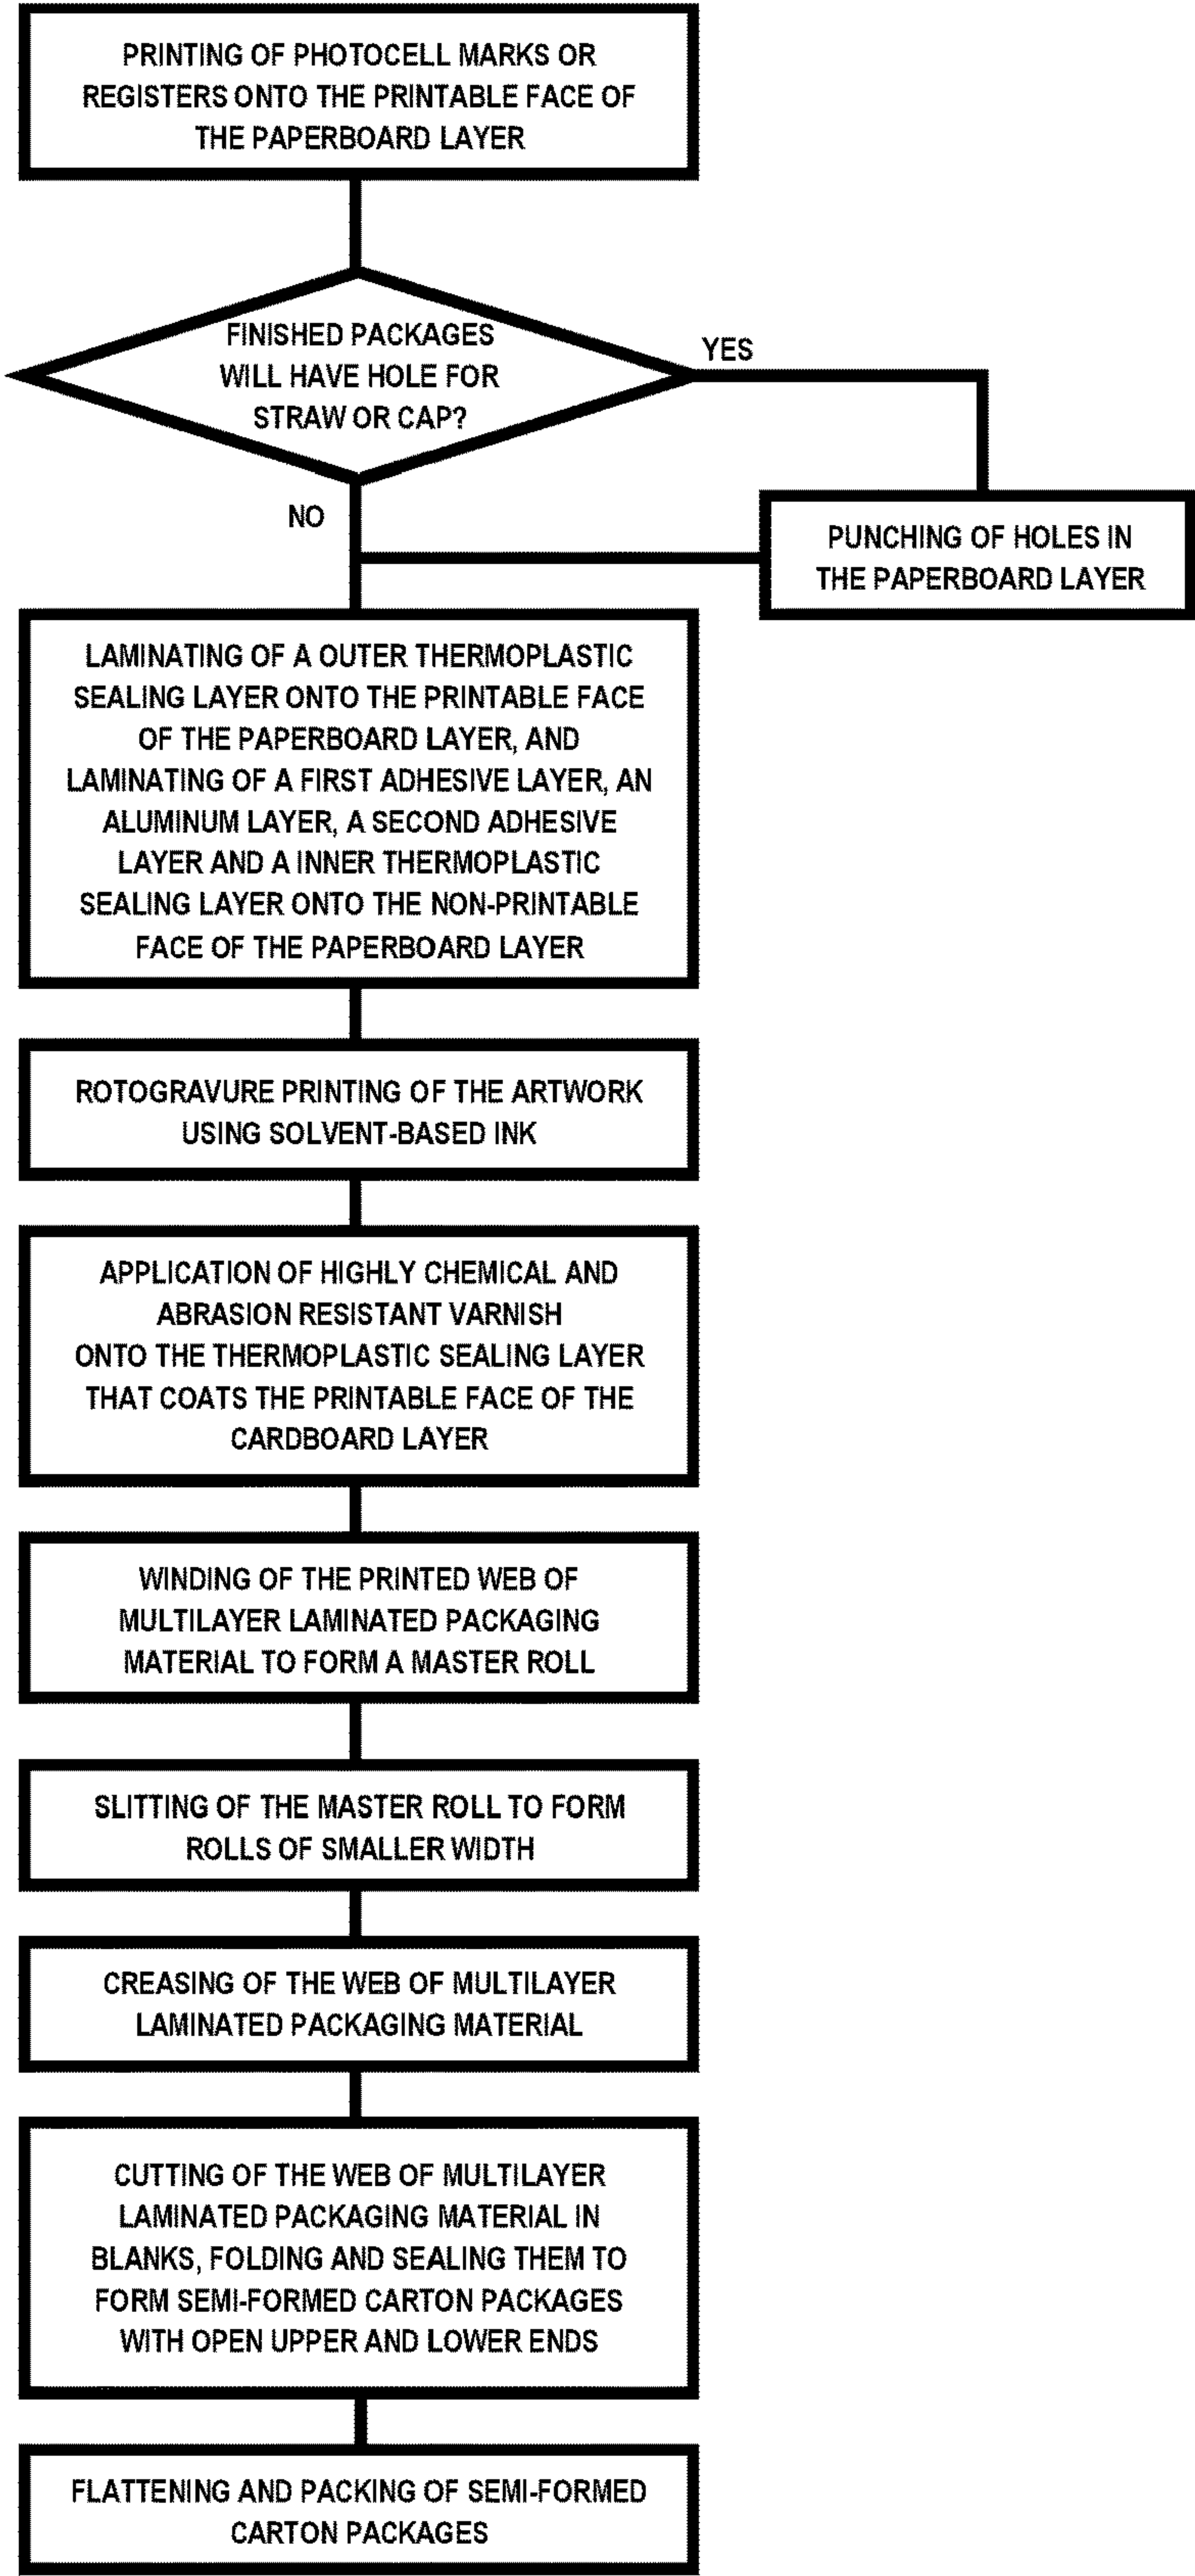 PRINTING OF PHOTOCELL MARKS OR
REGISTERS ONTO THE PRINTABLE FACE OF
THE PAPERBOARD LAYER
FINISHED PACKAGES
WILL HAVE HOLE FOR
STRAW OR CAP?
YES
NO
PUNCHING OF HOLES IN
THE PAPERBOARD LAYER
LAMINATING OF A OUTER THERMOPLASTIC
SEALING LAYER ONTO THE PRINTABLE FACE
OF THE PAPERBOARD LAYER, AND
LAMINATING OF A FIRST ADHESIVE LAYER, AN
ALUMINUM LAYER, A SECOND ADHESIVE
LAYER AND A INNER THERMOPLASTIC
SEALING LAYER ONTO THE NON-PRINTABLE
FACE OF THE PAPERBOARD LAYER
ROTOGRAVURE PRINTING OF THE ARTWORK
USING SOLVENT-BASED INK
APPLICATION OF HIGHLY CHEMICAL AND
ABRASION RESISTANT VARNISH
ONTO THE THERMOPLASTIC SEALING LAYER
THAT COATS THE PRINTABLE FACE OF THE
CARDBOARD LAYER
WINDING OF THE PRINTED WEB OF
MULTILAYER LAMINATED PACKAGING
MATERIAL TO FORM A MASTER ROLL
SLITTING OF THE MASTER ROLL TO FORM
ROLLS OF SMALLER WIDTH
CREASING OF THE WEB OF MULTILAYER
LAMINATED PACKAGING MATERIAL
CUTTING OF THE WEB OF MULTILAYER
LAMINATED PACKAGING MATERIAL IN
BLANKS, FOLDING AND SEALING THEM TO
FORM SEMI-FORMED CARTON PACKAGES
WITH OPEN UPPER AND LOWER ENDS
FLATTENING AND PACKING OF SEMI-FORMED
CARTON PACKAGES